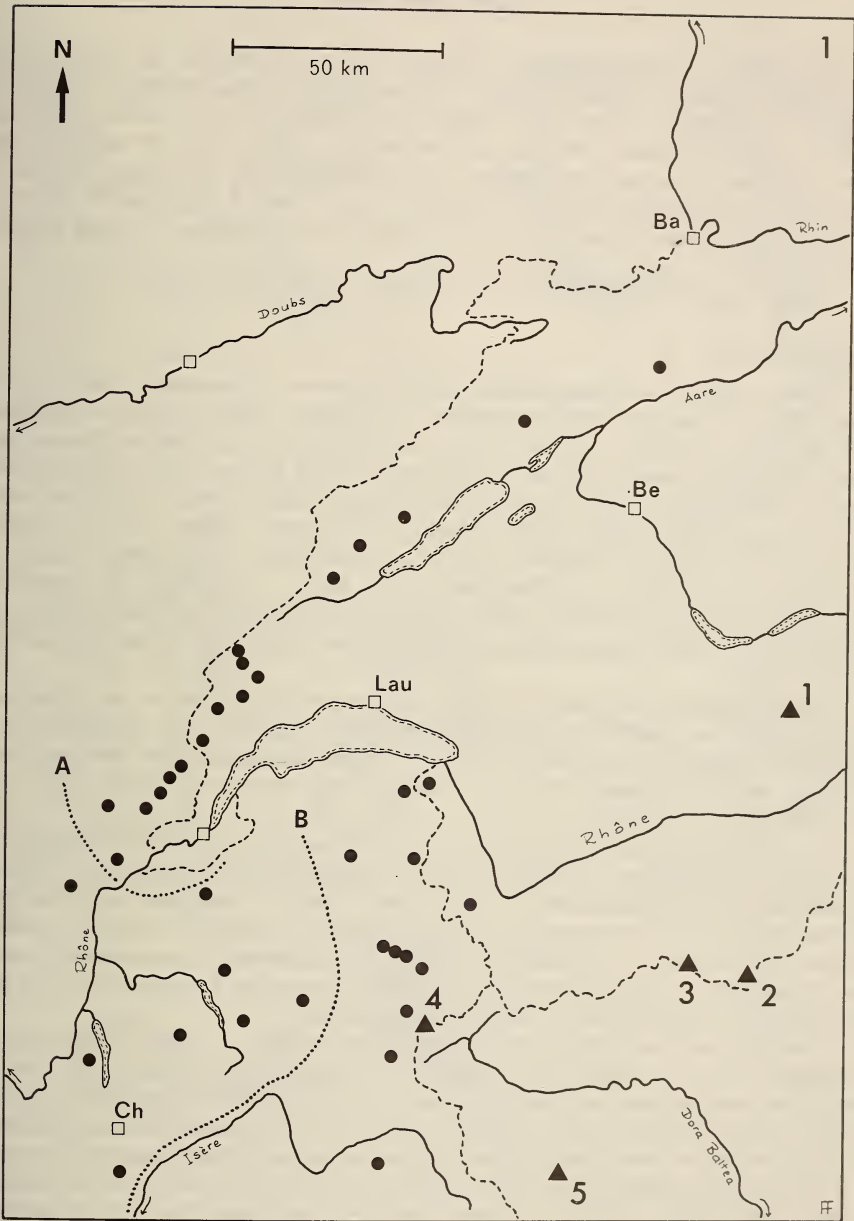 1
N
50 km
Ba
Rhin
Doubs
Aare
Be
Lau
1
A
B
Rhône
Rhône
3
2
4
Ch
Isère
5
Dora Baltea
FF